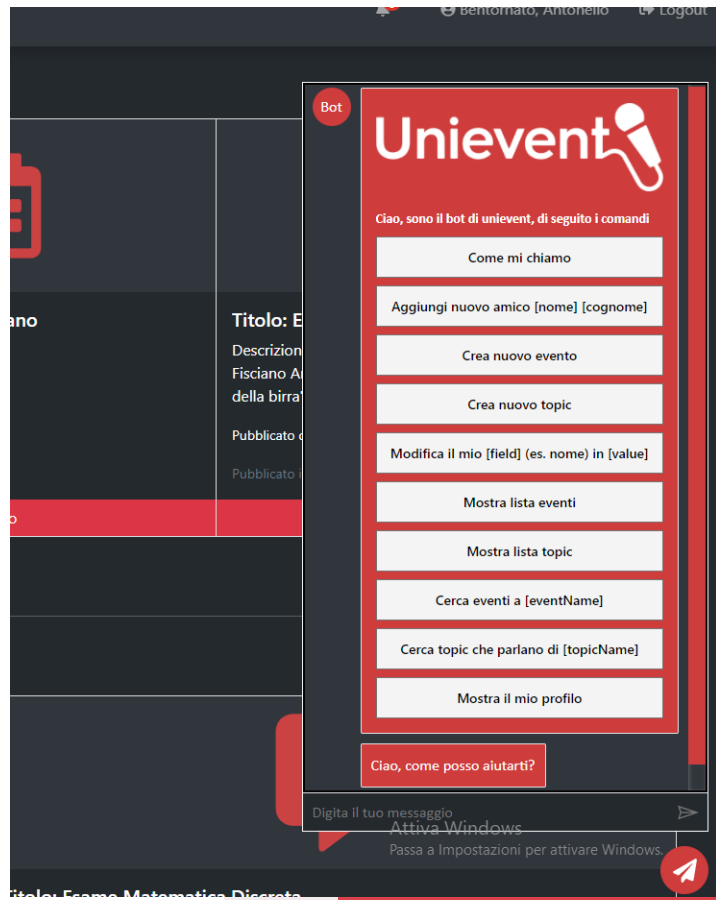 Bentornato, Antonello
Logout
Bot
Unievent
Ciao, sono il bot di unievent, di seguito i comandi
Come mi chiamo
Aggiungi nuovo amico [nome] [cognome]
Crea nuovo evento
Crea nuovo topic
Modifica il mio [field] (es. nome) in [value]
Mostra lista eventi
Mostra lista topic
Cerca eventi a [eventName]
Cerca topic che parlano di [topicName]
Mostra il mio profilo
Ciao, come posso aiutarti?
Digita il tuo messaggio
Titolo: E
Descrizion
Fisciano A
della birra"
Pubblicato
Pubblicato i
ano
o
Attiva Windows
Passa a Impostazioni per attivare Windows.
Titolo: Esame Matematica Discreta